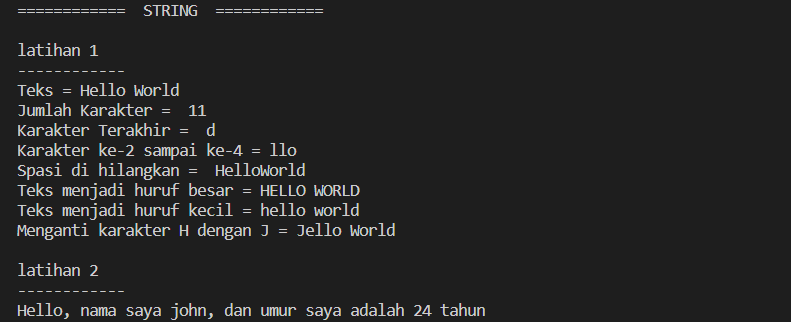 ============  STRING  ============
latihan 1
------------
Teks = Hello World
Jumlah Karakter =  11
Karakter Terakhir =  d
Karakter ke-2 sampai ke-4 = llo
Spasi di hilangkan =  HelloWorld
Teks menjadi huruf besar = HELLO WORLD
Teks menjadi huruf kecil = hello world
Menganti karakter H dengan J = Jello World
latihan 2
------------
Hello, nama saya john, dan umur saya adalah 24 tahun